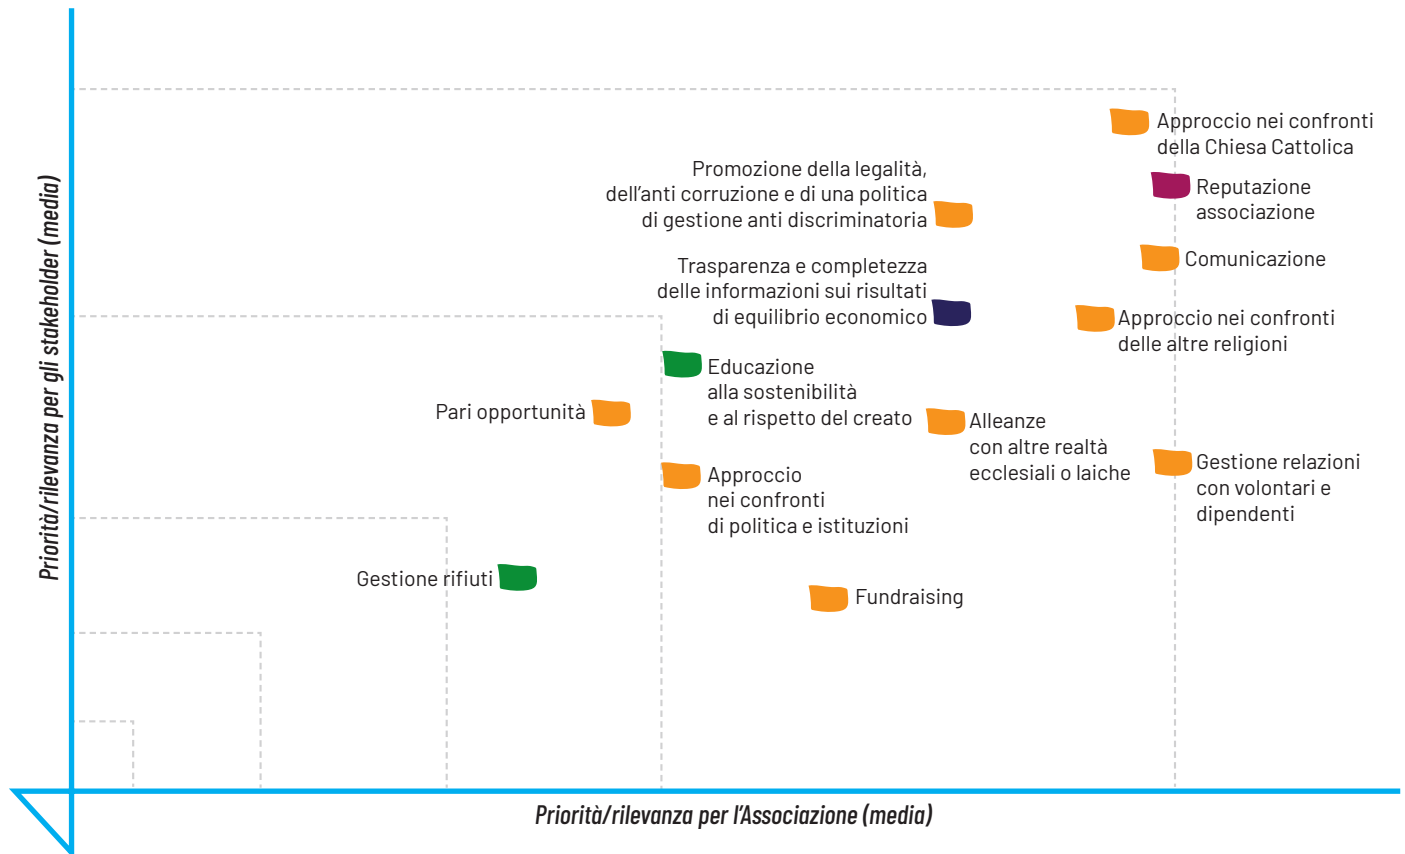 Priorità/rilevanza per gli stakeholder (media)
Approccio nei confronti
della Chiesa Cattolica
Promozione della legalità,
dell'anti corruzione e di una politica
di gestione anti discriminatoria
Reputazione
associazione
Comunicazione
Trasparenza e completezza
delle informazioni sui risultati
di equilibrio economico
Approccio nei confronti
delle altre religioni
Educazione
alla sostenibilità
e al rispetto del creato
Pari opportunità
Alleanze
con altre realtà
ecclesiali o laiche
Gestione relazioni
con volontari e
dipendenti
Approccio
nei confronti
di politica e istituzioni
Gestione rifiuti
Fundraising
Priorità/rilevanza per l'Associazione (media)